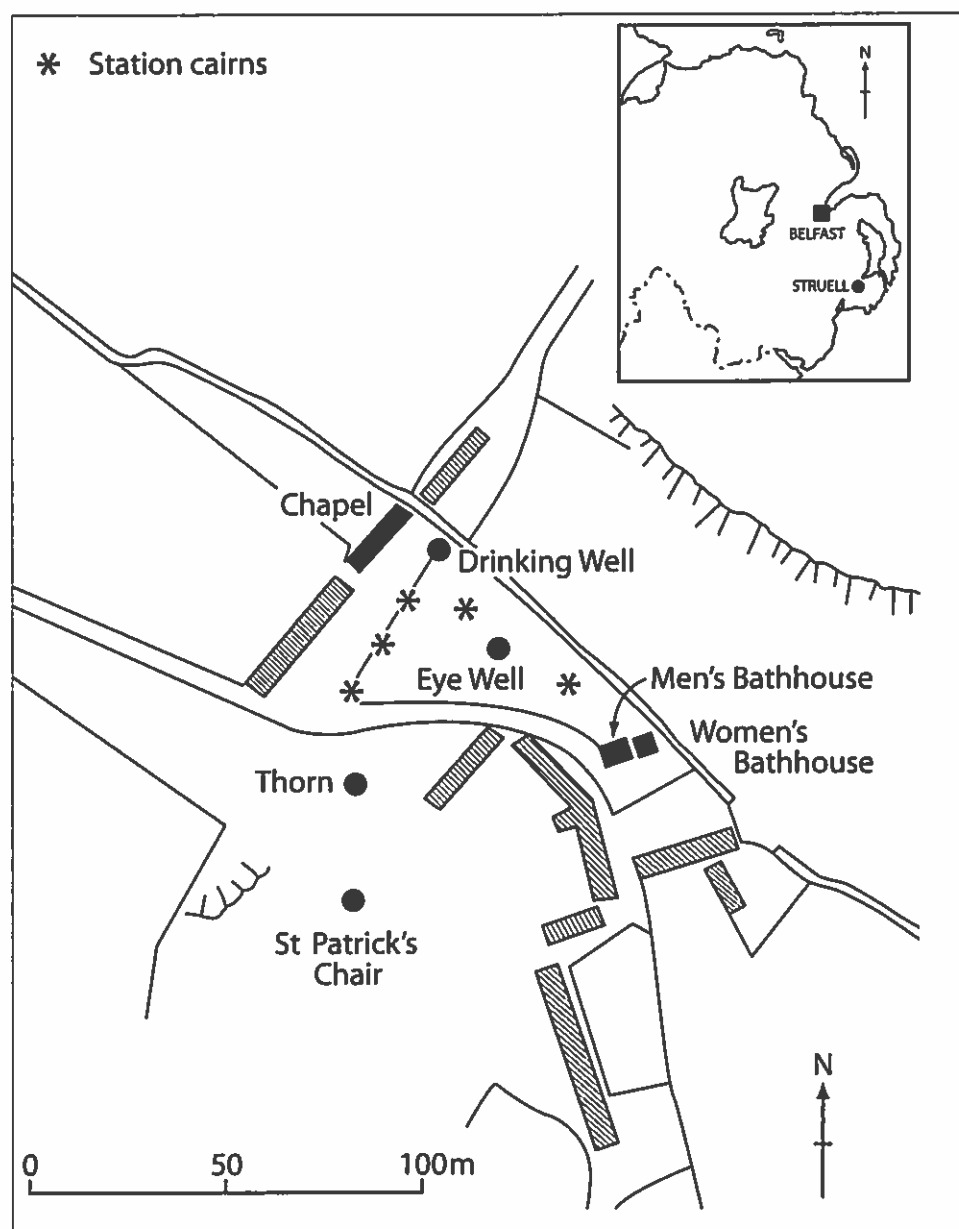 Station cairns
N
BELFAST
STRUELL
Chapel
Drinking Well
Eye Well
Men's Bathhouse
Women's
Bathhouse
Thorn
St Patrick's
Chair
N
0 50 100m